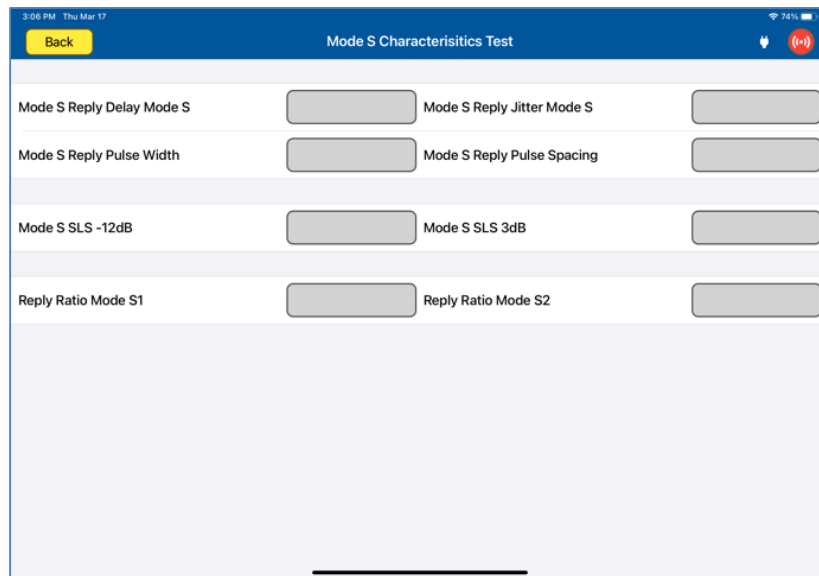 3:06 PM Thu Mar 17
74%
Back
Mode S Characterisitics Test
Mode S Reply Delay Mode S
Mode S Reply Jitter Mode S
Mode S Reply Pulse Width
Mode S Reply Pulse Spacing
Mode S SLS -12dB
Mode S SLS 3dB
Reply Ratio Mode S1
Reply Ratio Mode S2